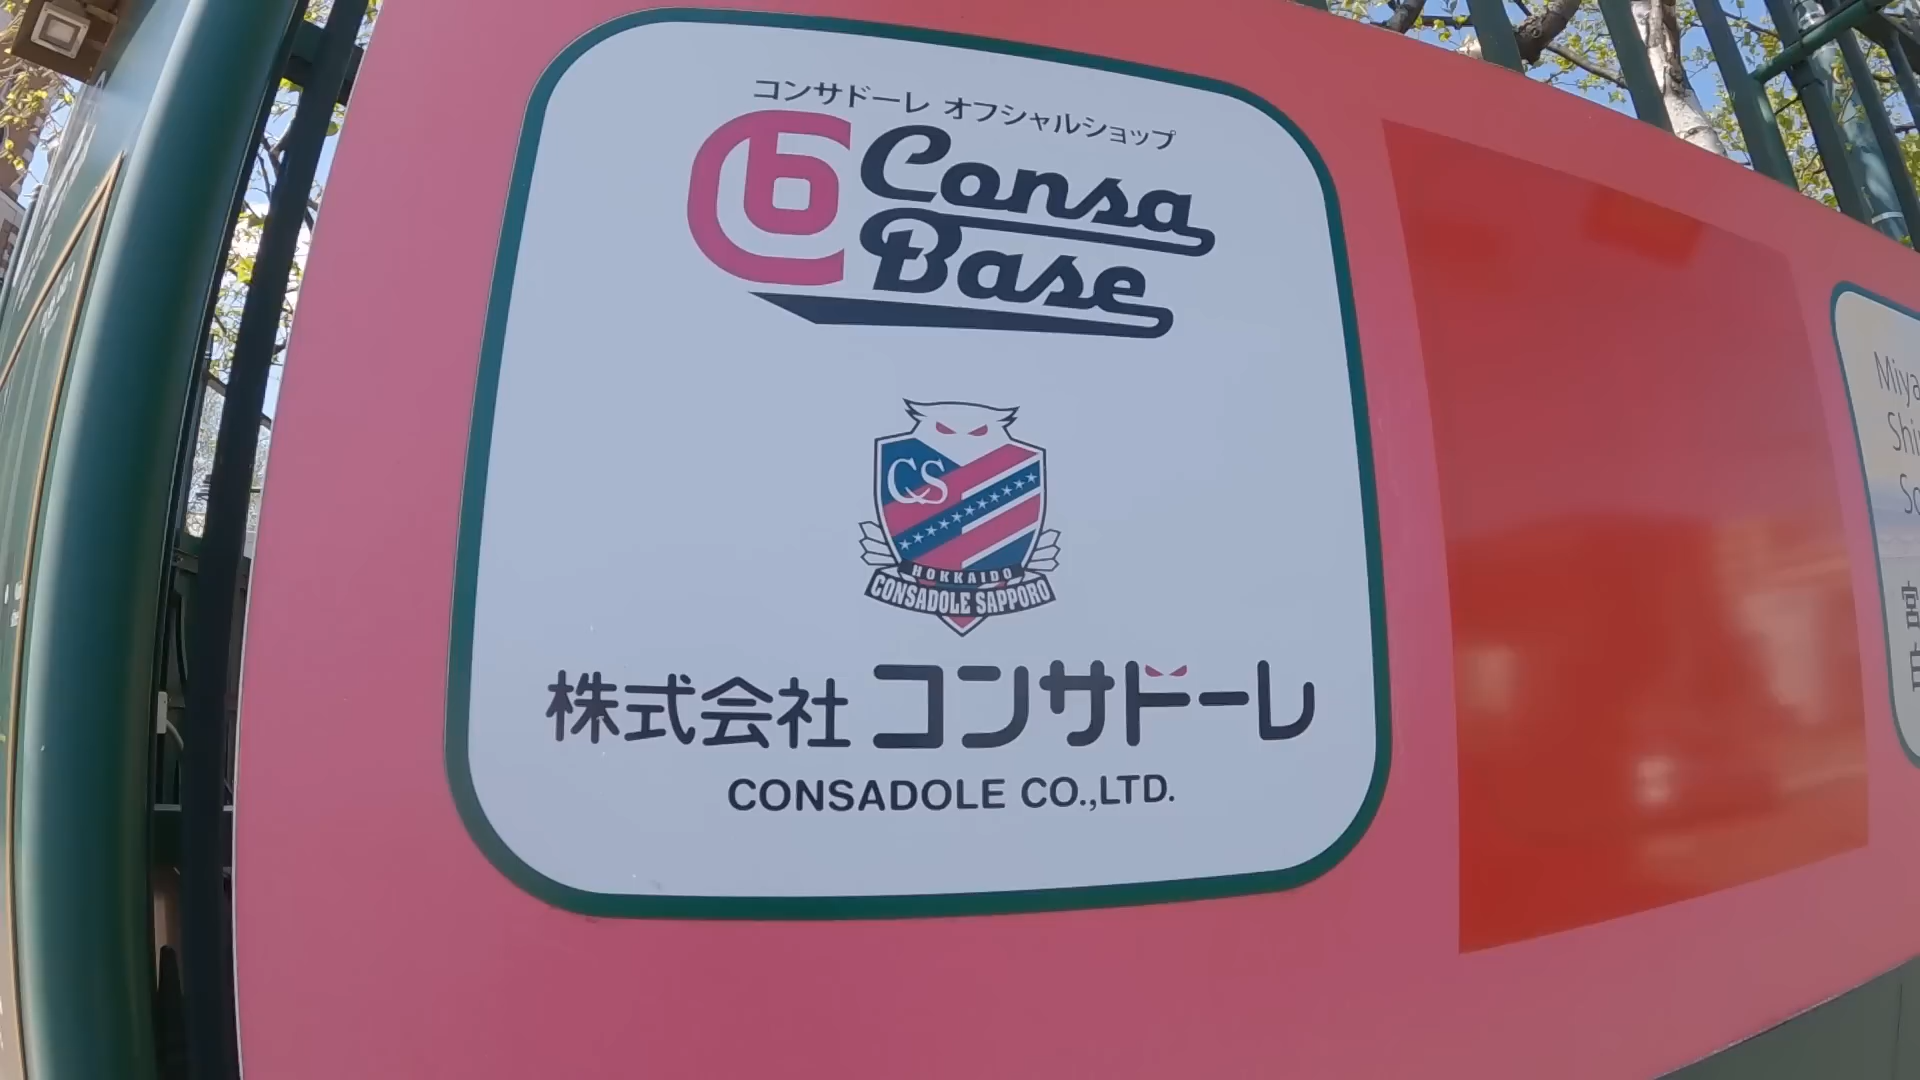 コンサドーレ オフシャルショップ
Consa
Base
CS
HOKKAIDO
CONSADOLE SAPPORO
株式会社コンサドーレ
CONSADOLE CO.,LTD.